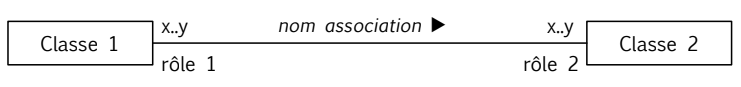 x..y nom association ▶ x..y
Classe 1 Classe 2
rôle 1 rôle 2